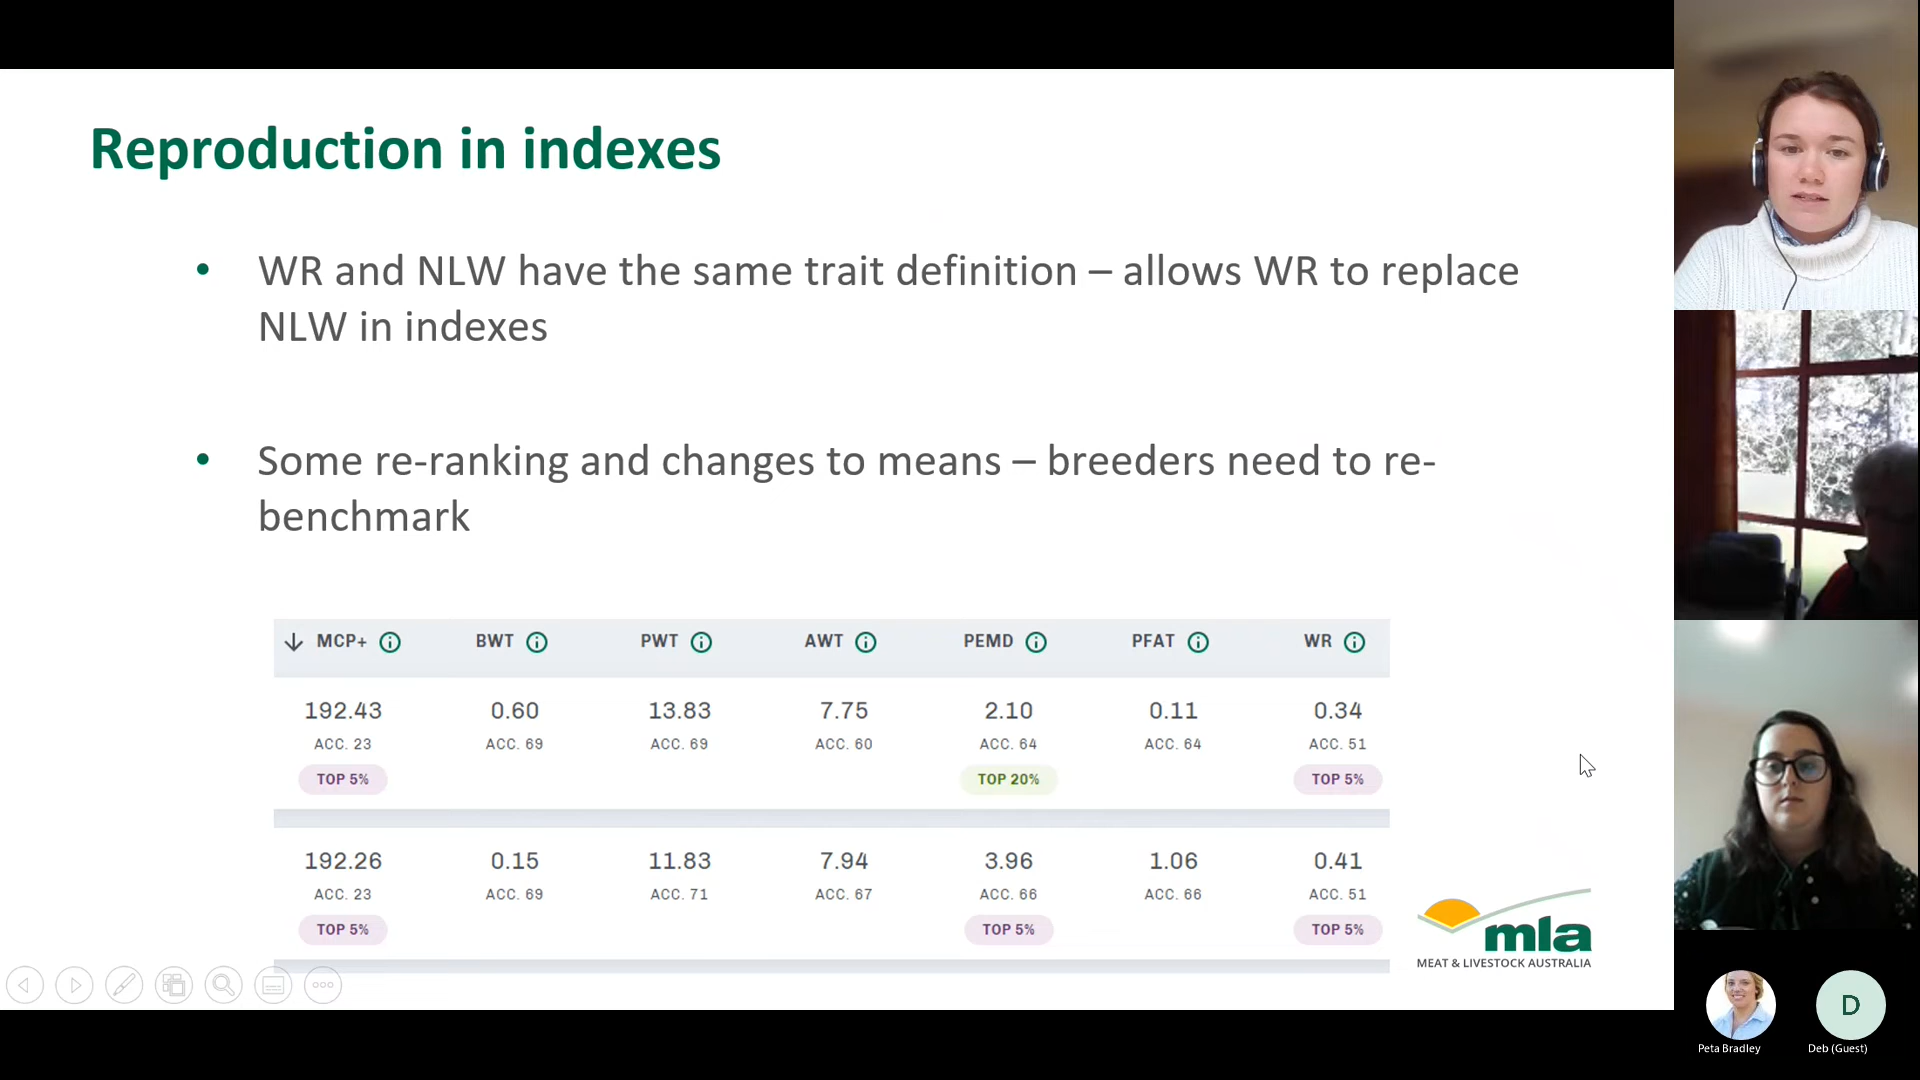 Reproduction in indexes
• WR and NLW have the same trait definition – allows WR to replace
NLW in indexes
• Some re-ranking and changes to means – breeders need to re-
benchmark
MCP+ BWT PWT AWT PEMD PFAT WR
192.43 0.60 13.83 7.75 2.10 0.11 0.34
ACC. 23 ACC. 69 ACC. 69 ACC. 60 ACC. 64 ACC. 64 ACC. 51
TOP 5% TOP 20% TOP 5%
192.26 0.15 11.83 7.94 3.96 1.06 0.41
ACC. 23 ACC. 69 ACC. 71 ACC. 67 ACC. 66 ACC. 66 ACC. 51
TOP 5% TOP 5% TOP 5%
mla
MEAT & LIVESTOCK AUSTRALIA
D
Peta Bradley Deb (Guest)